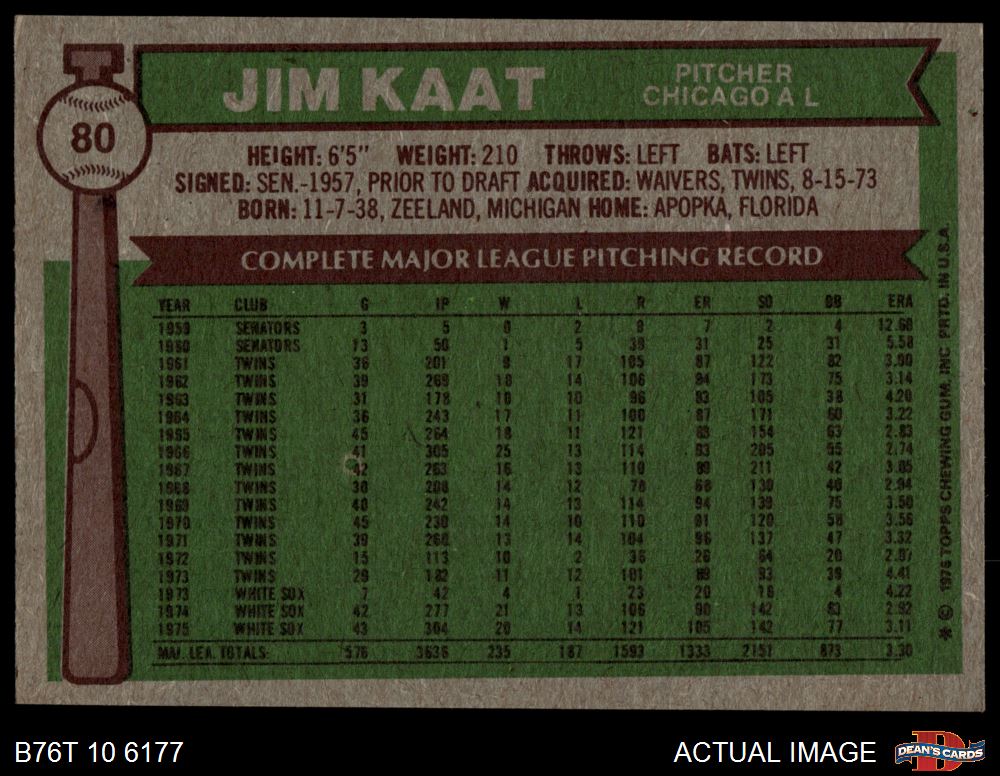 80
JIM KAAT
PITCHER
CHICAGO A L
HEIGHT: 6'5" WEIGHT: 210 THROWS: LEFT BATS: LEFT
SIGNED: SEN.-1957, PRIOR TO DRAFT ACQUIRED: WAIVERS, TWINS, 8-15-73
BORN: 11-7-38, ZEELAND, MICHIGAN HOME: APOPKA, FLORIDA
COMPLETE MAJOR LEAGUE PITCHING RECORD
YEAR CLUB G IP W L R ER SO BB ERA
1959 SENATORS 3 5 0 2 9 7 2 4 12.60
1960 SENATORS 13 50 1 5 39 31 25 31 5.58
1961 TWINS 36 201 9 17 105 87 122 82 3.90
1962 TWINS 39 269 18 14 106 94 173 75 3.14
1963 TWINS 31 178 10 10 96 83 105 38 4.20
1964 TWINS 36 243 17 11 100 87 171 60 3.22
1965 TWINS 45 264 18 11 121 83 154 63 2.83
1966 TWINS 41 305 25 13 114 93 205 55 2.74
1967 TWINS 42 263 16 13 110 89 211 42 3.05
1968 TWINS 30 208 14 12 78 68 130 40 2.94
1969 TWINS 40 242 14 13 114 94 139 75 3.50
1970 TWINS 45 230 14 10 110 91 120 58 3.56
1971 TWINS 39 260 13 14 104 96 137 47 3.32
1972 TWINS 15 113 10 2 36 26 64 20 2.07
1973 TWINS 29 182 11 12 101 89 93 39 4.41
1973 WHITE SOX 7 42 4 1 23 20 16 4 4.22
1974 WHITE SOX 42 277 21 13 106 90 142 63 2.92
1975 WHITE SOX 43 304 20 14 121 105 142 77 3.11
MAJ. LEA. TOTALS 576 3636 235 187 1593 1333 2151 873 3.30
* © 1976 TOPPS CHEWING GUM, INC. PRTD. IN U.S.A.
B76T 10 6177
ACTUAL IMAGE
DEAN'S CARDS